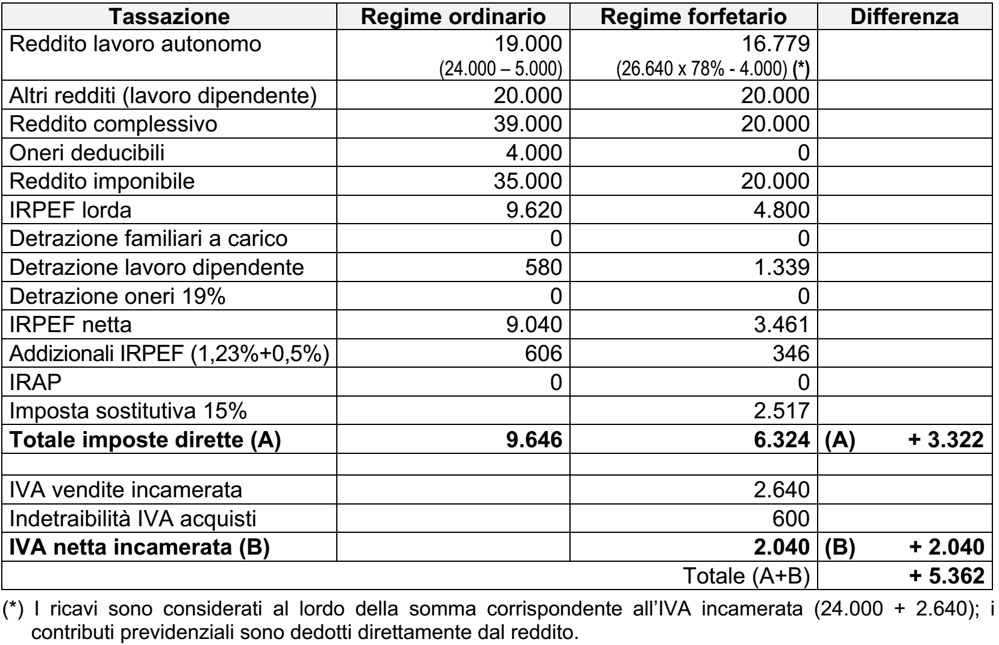 Tassazione Regime ordinario Regime forfetario Differenza
Reddito lavoro autonomo 19.000 16.779
(24.000 – 5.000) (26.640 x 78% - 4.000) (*)
Altri redditi (lavoro dipendente) 20.000 20.000
Reddito complessivo 39.000 20.000
Oneri deducibili 4.000 0
Reddito imponibile 35.000 20.000
IRPEF lorda 9.620 4.800
Detrazione familiari a carico 0 0
Detrazione lavoro dipendente 580 1.339
Detrazione oneri 19% 0 0
IRPEF netta 9.040 3.461
Addizionali IRPEF (1,23%+0,5%) 606 346
IRAP 0 0
Imposta sostitutiva 15% 2.517
Totale imposte dirette (A) 9.646 6.324 (A) + 3.322
IVA vendite incamerata 2.640
Indetraibilità IVA acquisti 600
IVA netta incamerata (B) 2.040 (B) + 2.040
Totale (A+B) + 5.362
(*) I ricavi sono considerati al lordo della somma corrispondente all'IVA incamerata (24.000 + 2.640); i
contributi previdenziali sono dedotti direttamente dal reddito.